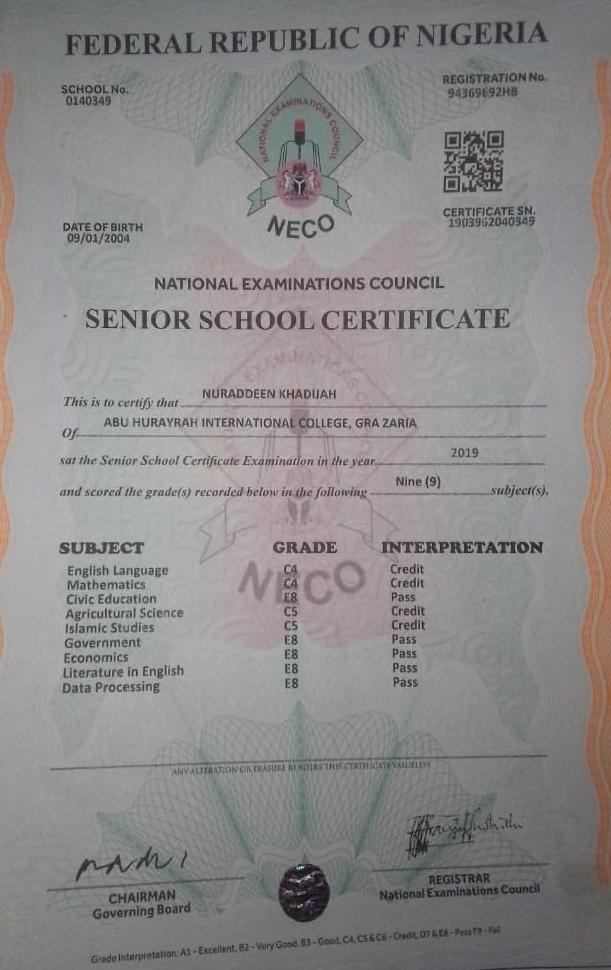 FEDERAL REPUBLIC OF NIGERIA
SCHOOL No.
0140349
REGISTRATION No.
94369692HB
NATIONAL EXAMINATIONS COUNCIL
NECO
CERTIFICATE SN.
1903962040349
DATE OF BIRTH
09/01/2004
NATIONAL EXAMINATIONS COUNCIL
SENIOR SCHOOL CERTIFICATE
This is to certify that NURADDEEN KHADIJAH
Of ABU HURAYRAH INTERNATIONAL COLLEGE, GRA ZARIA
sat the Senior School Certificate Examination in the year 2019
and scored the grade(s) recorded below in the following Nine (9) subject(s).
SUBJECT GRADE INTERPRETATION
English Language C4 Credit
Mathematics C4 Credit
Civic Education E8 Pass
Agricultural Science C5 Credit
Islamic Studies C5 Credit
Government E8 Pass
Economics E8 Pass
Literature in English E8 Pass
Data Processing E8 Pass
NECO
ANY ALTERATION OR ERASURE RENDERS THIS CERTIFICATE VALUELESS
CHAIRMAN
Governing Board
REGISTRAR
National Examinations Council
Grade Interpretation: A1 - Excellent, B2 - Very Good, B3 - Good, C4, C5 & C6 - Credit, D7 & E8 - Pass F9 - Fail